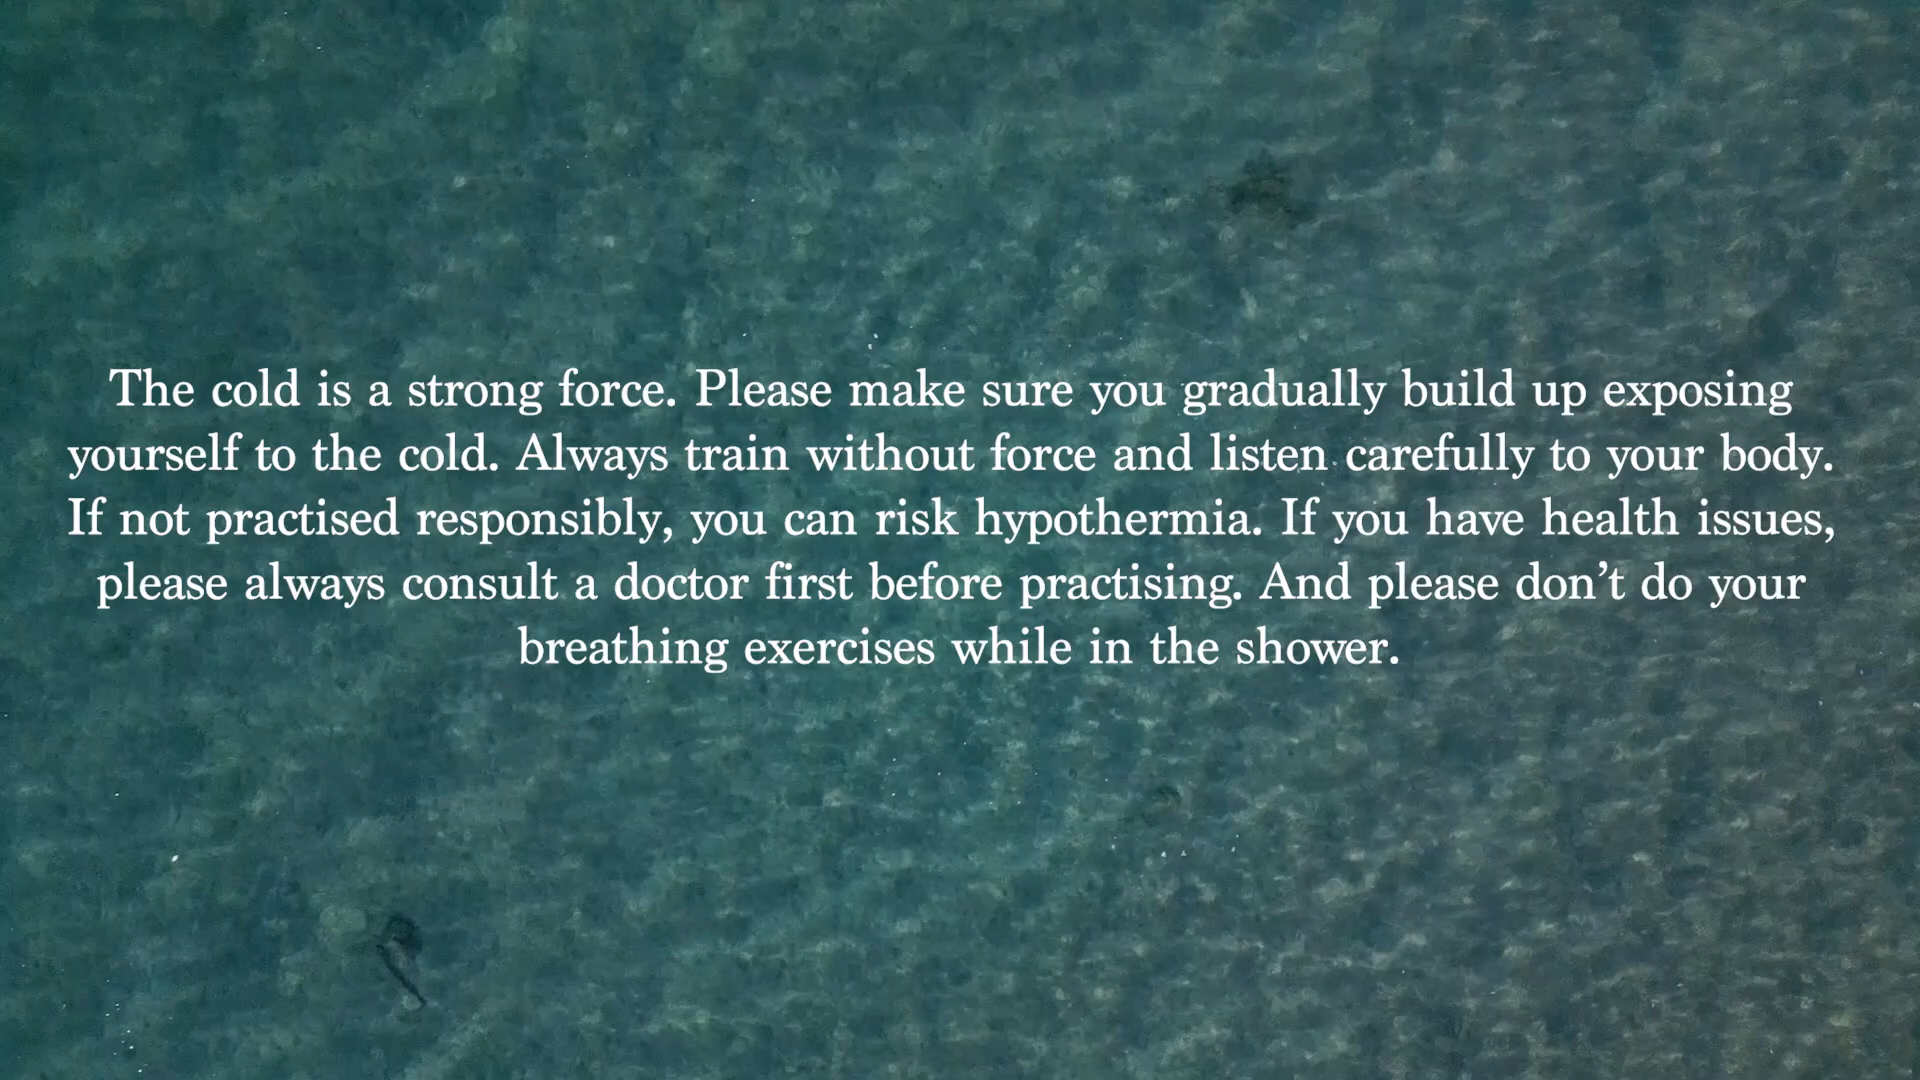 The cold is a strong force. Please make sure you gradually build up exposing
yourself to the cold. Always train without force and listen carefully to your body.
If not practised responsibly, you can risk hypothermia. If you have health issues,
please always consult a doctor first before practising. And please don’t do your
breathing exercises while in the shower.